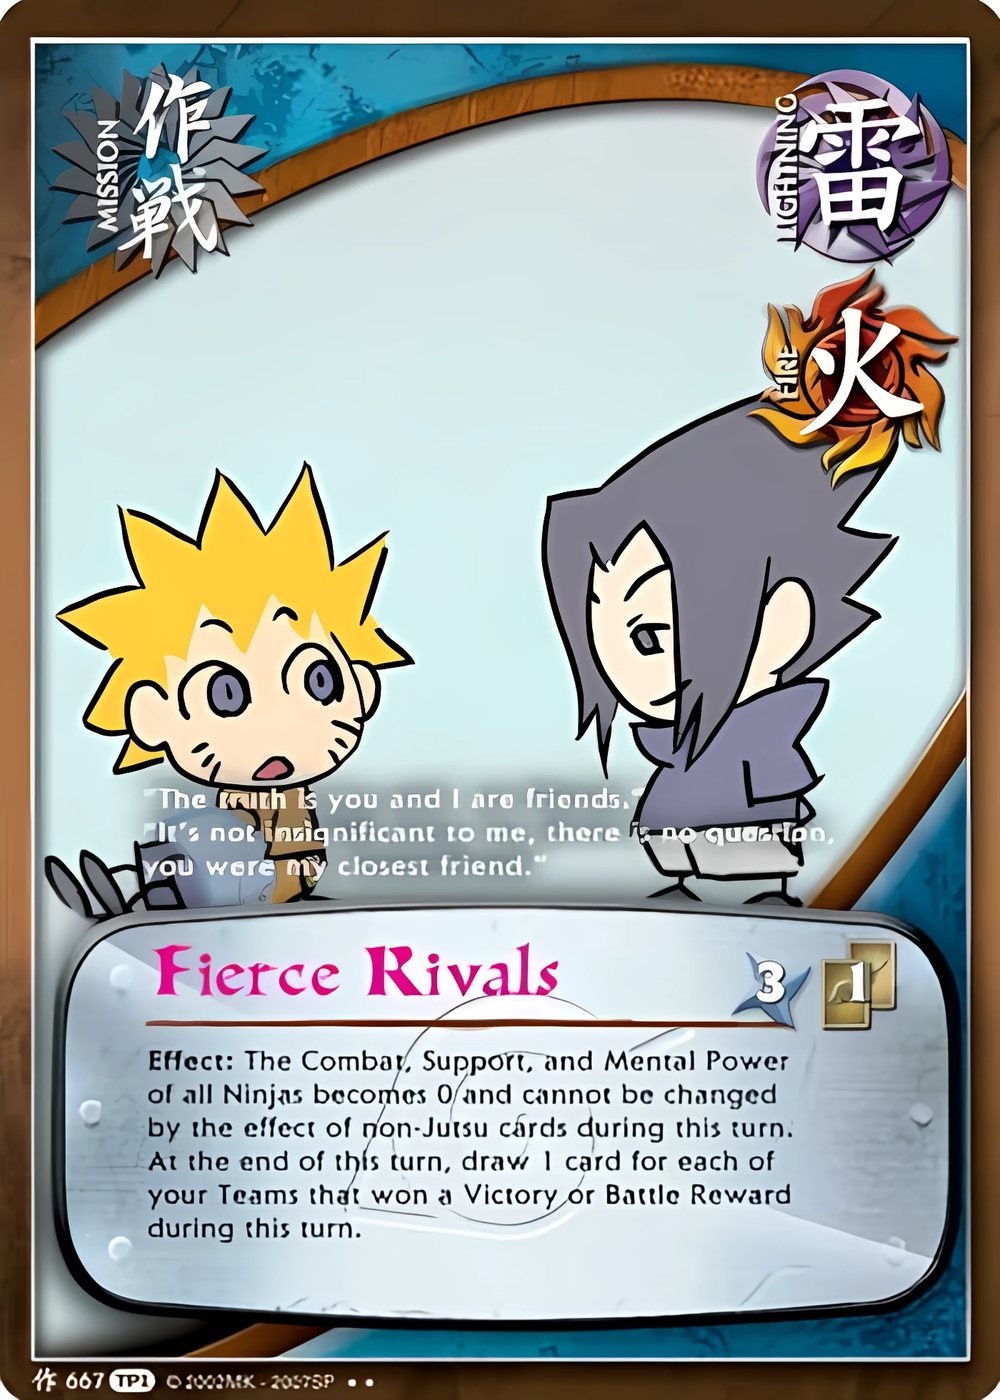 作戦
MISSION
雷
LIGHTNING
火
FIRE
"The truth is you and I are friends."
"It's not insignificant to me, there is no question,
you were my closest friend."
Fierce Rivals
3
1
Effect: The Combat, Support, and Mental Power
of all Ninjas becomes 0 and cannot be changed
by the effect of non-Jutsu cards during this turn.
At the end of this turn, draw 1 card for each of
your Teams that won a Victory or Battle Reward
during this turn.
作 667 TP2 ©2002MK -